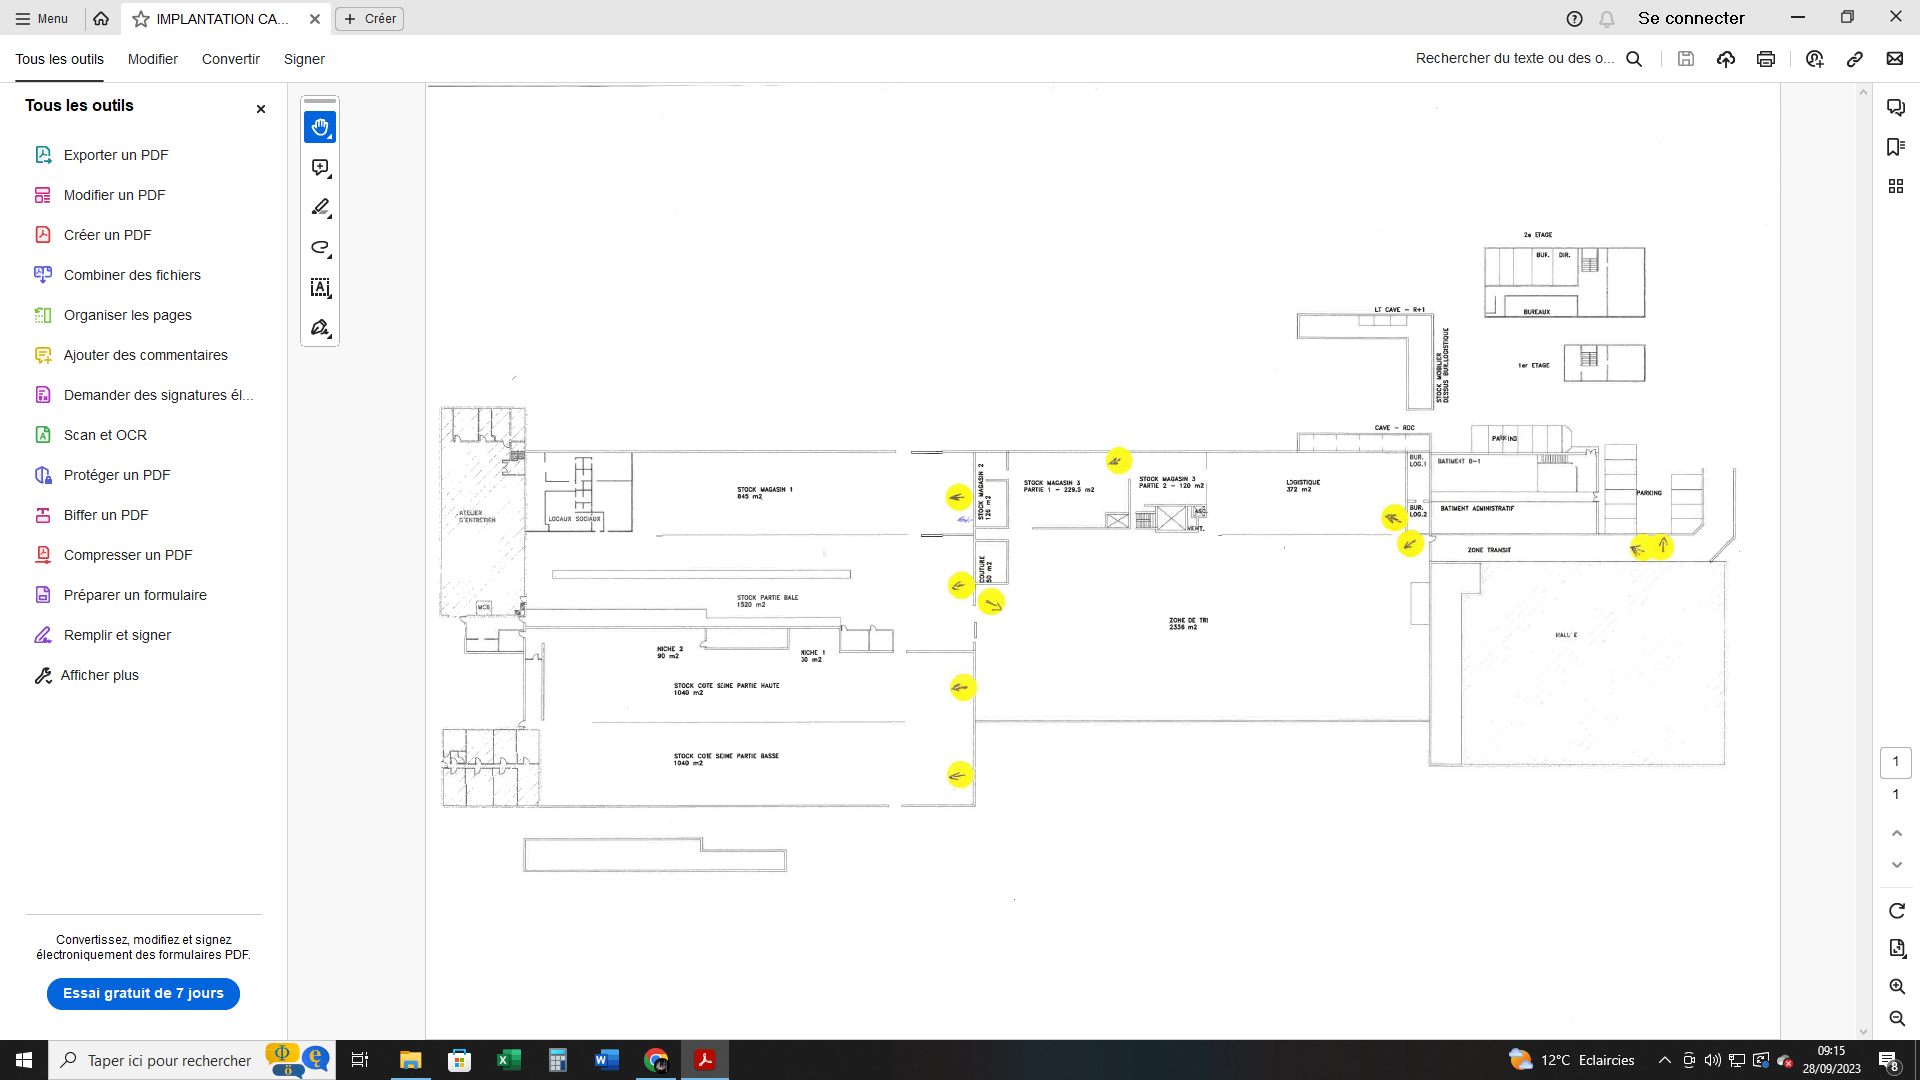 Menu
IMPLANTATION CA...
Créer
Se connecter
Tous les outils
Modifier
Convertir
Signer
Rechercher du texte ou des o...
Tous les outils
Exporter un PDF
Modifier un PDF
Créer un PDF
Combiner des fichiers
Organiser les pages
Ajouter des commentaires
Demander des signatures él...
Scan et OCR
Protéger un PDF
Biffer un PDF
Compresser un PDF
Préparer un formulaire
Remplir et signer
Afficher plus
Convertissez, modifiez et signez
électroniquement des formulaires PDF.
Essai gratuit de 7 jours
2e ETAGE
BUR. DIR.
BUREAUX
1er ETAGE
LT CAVE - R+1
STOCK MOBILIER
DESSUS BUR.LOGISTIQUE
CAVE - RDC
PARKING
BUR.
LOG.1
BATIMENT B-1
PARKING
BUR.
LOG.2
BATIMENT ADMINISTRATIF
ZONE TRANSIT
HALL E
LOGISTIQUE
372 m2
STOCK MAGASIN 3
PARTIE 2 - 120 m2
STOCK MAGASIN 3
PARTIE 1 - 229.5 m2
ASC.
VENT.
STOCK MAGASIN 2
126 m2
COUTURE
50 m2
STOCK MAGASIN 1
845 m2
LOCAUX SOCIAUX
ATELIER
D'ENTRETIEN
MCB
STOCK PARTIE BALE
1520 m2
ZONE DE TRI
2336 m2
NICHE 2
90 m2
NICHE 1
30 m2
STOCK COTE SEINE PARTIE HAUTE
1040 m2
STOCK COTE SEINE PARTIE BASSE
1040 m2
1
1
Taper ici pour rechercher
12°C Eclaircies
09:15
28/09/2023
8